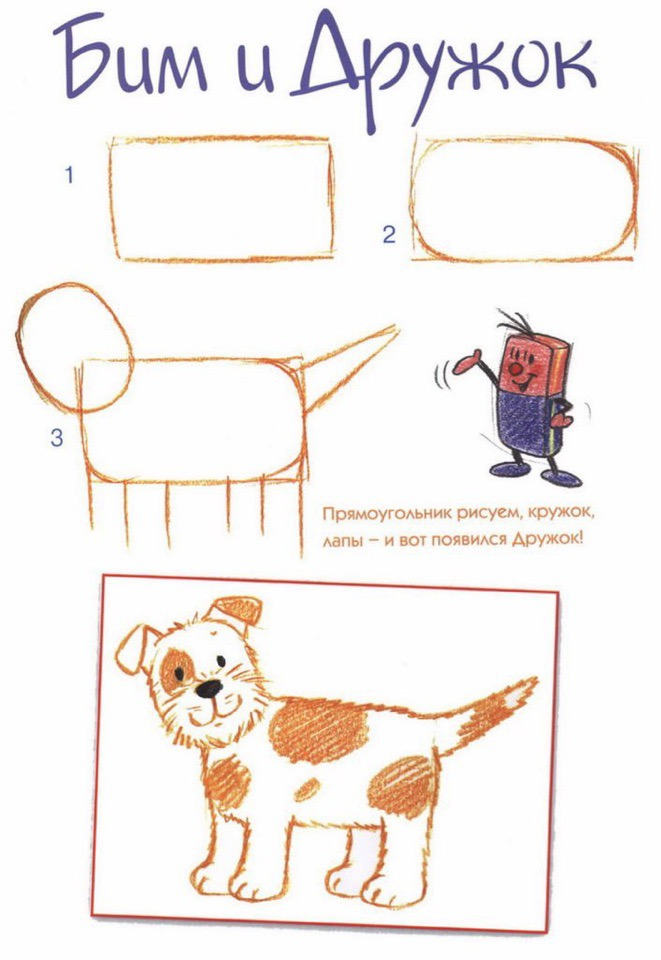 Бим и Дружок
1
2
3
Прямоугольник рисуем, кружок,
лапы – и вот появился Дружок!